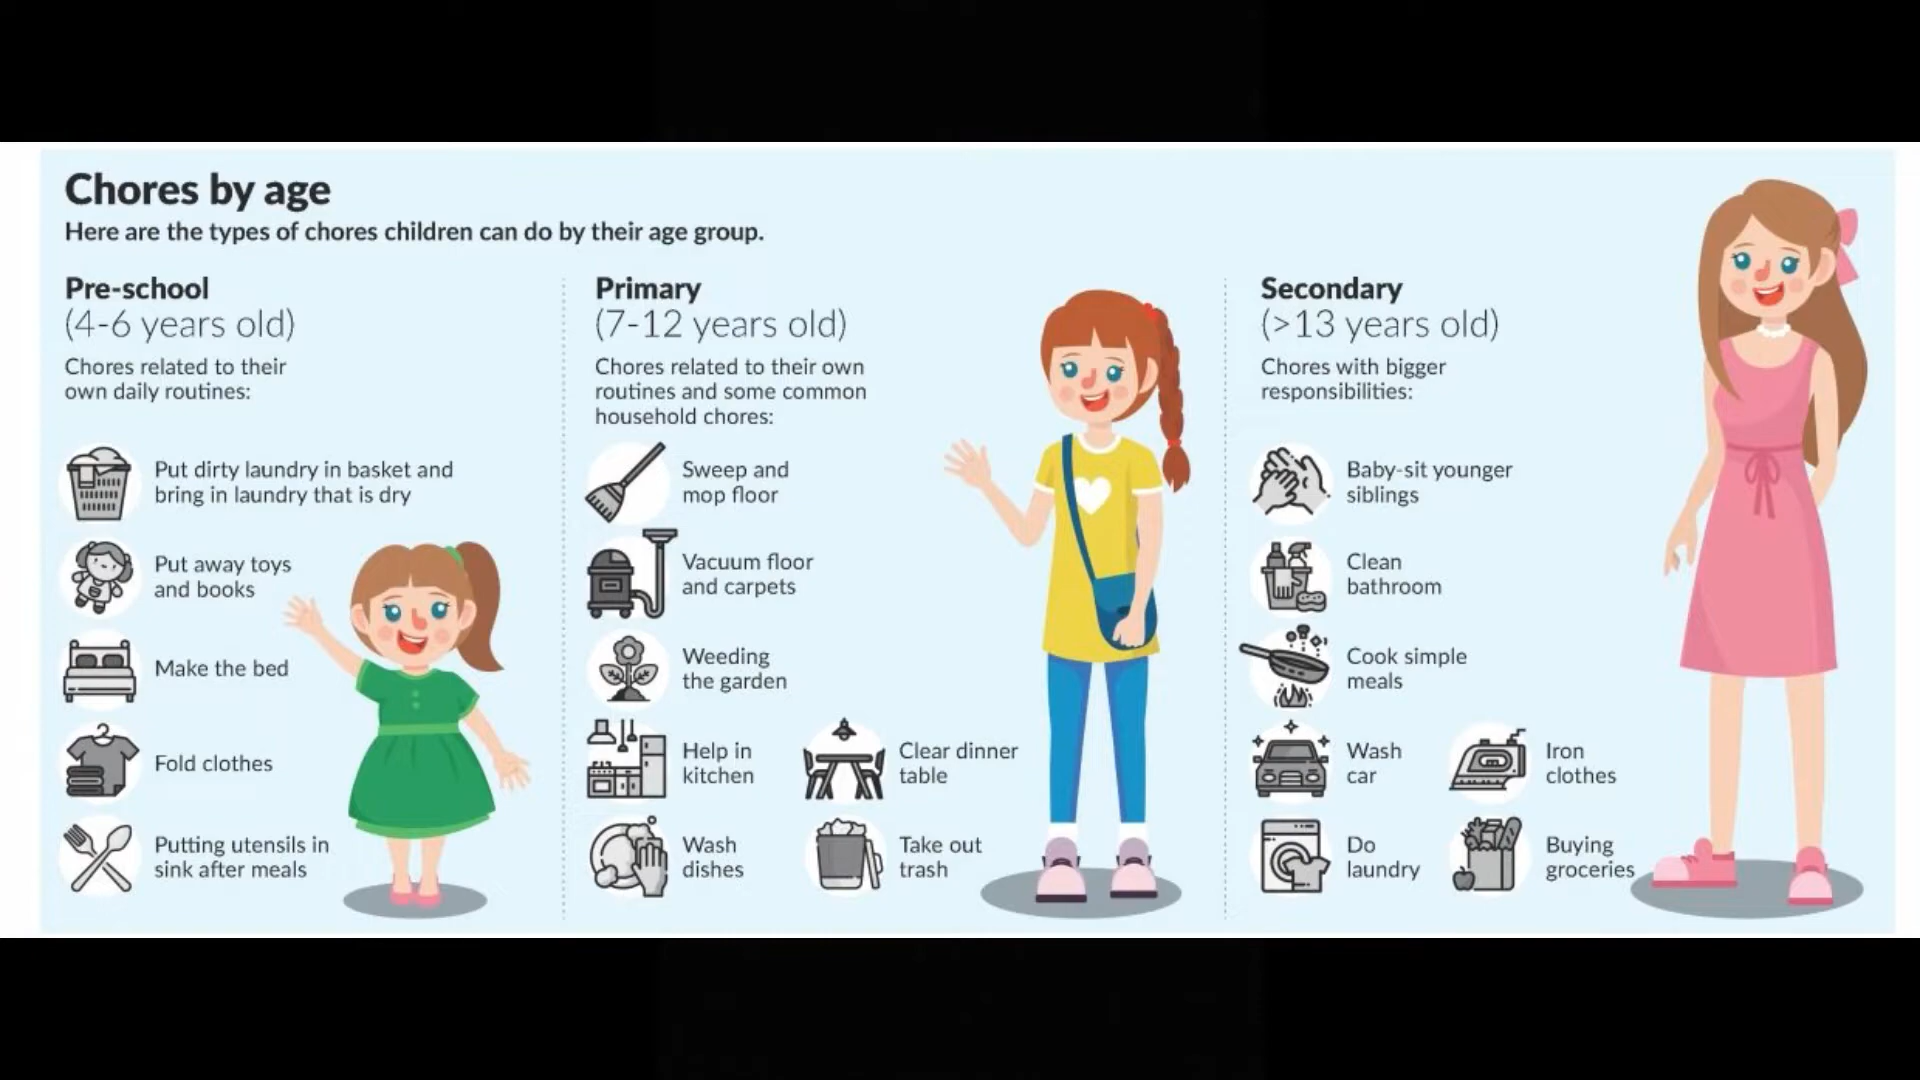 Chores by age
Here are the types of chores children can do by their age group.
Pre-school
(4-6 years old)
Chores related to their
own daily routines:
Put dirty laundry in basket and
bring in laundry that is dry
Put away toys
and books
Make the bed
Fold clothes
Putting utensils in
sink after meals
Primary
(7-12 years old)
Chores related to their own
routines and some common
household chores:
Sweep and
mop floor
Vacuum floor
and carpets
Weeding
the garden
Help in
kitchen
Clear dinner
table
Wash
dishes
Take out
trash
Secondary
(>13 years old)
Chores with bigger
responsibilities:
Baby-sit younger
siblings
Clean
bathroom
Cook simple
meals
Wash
car
Iron
clothes
Do
laundry
Buying
groceries